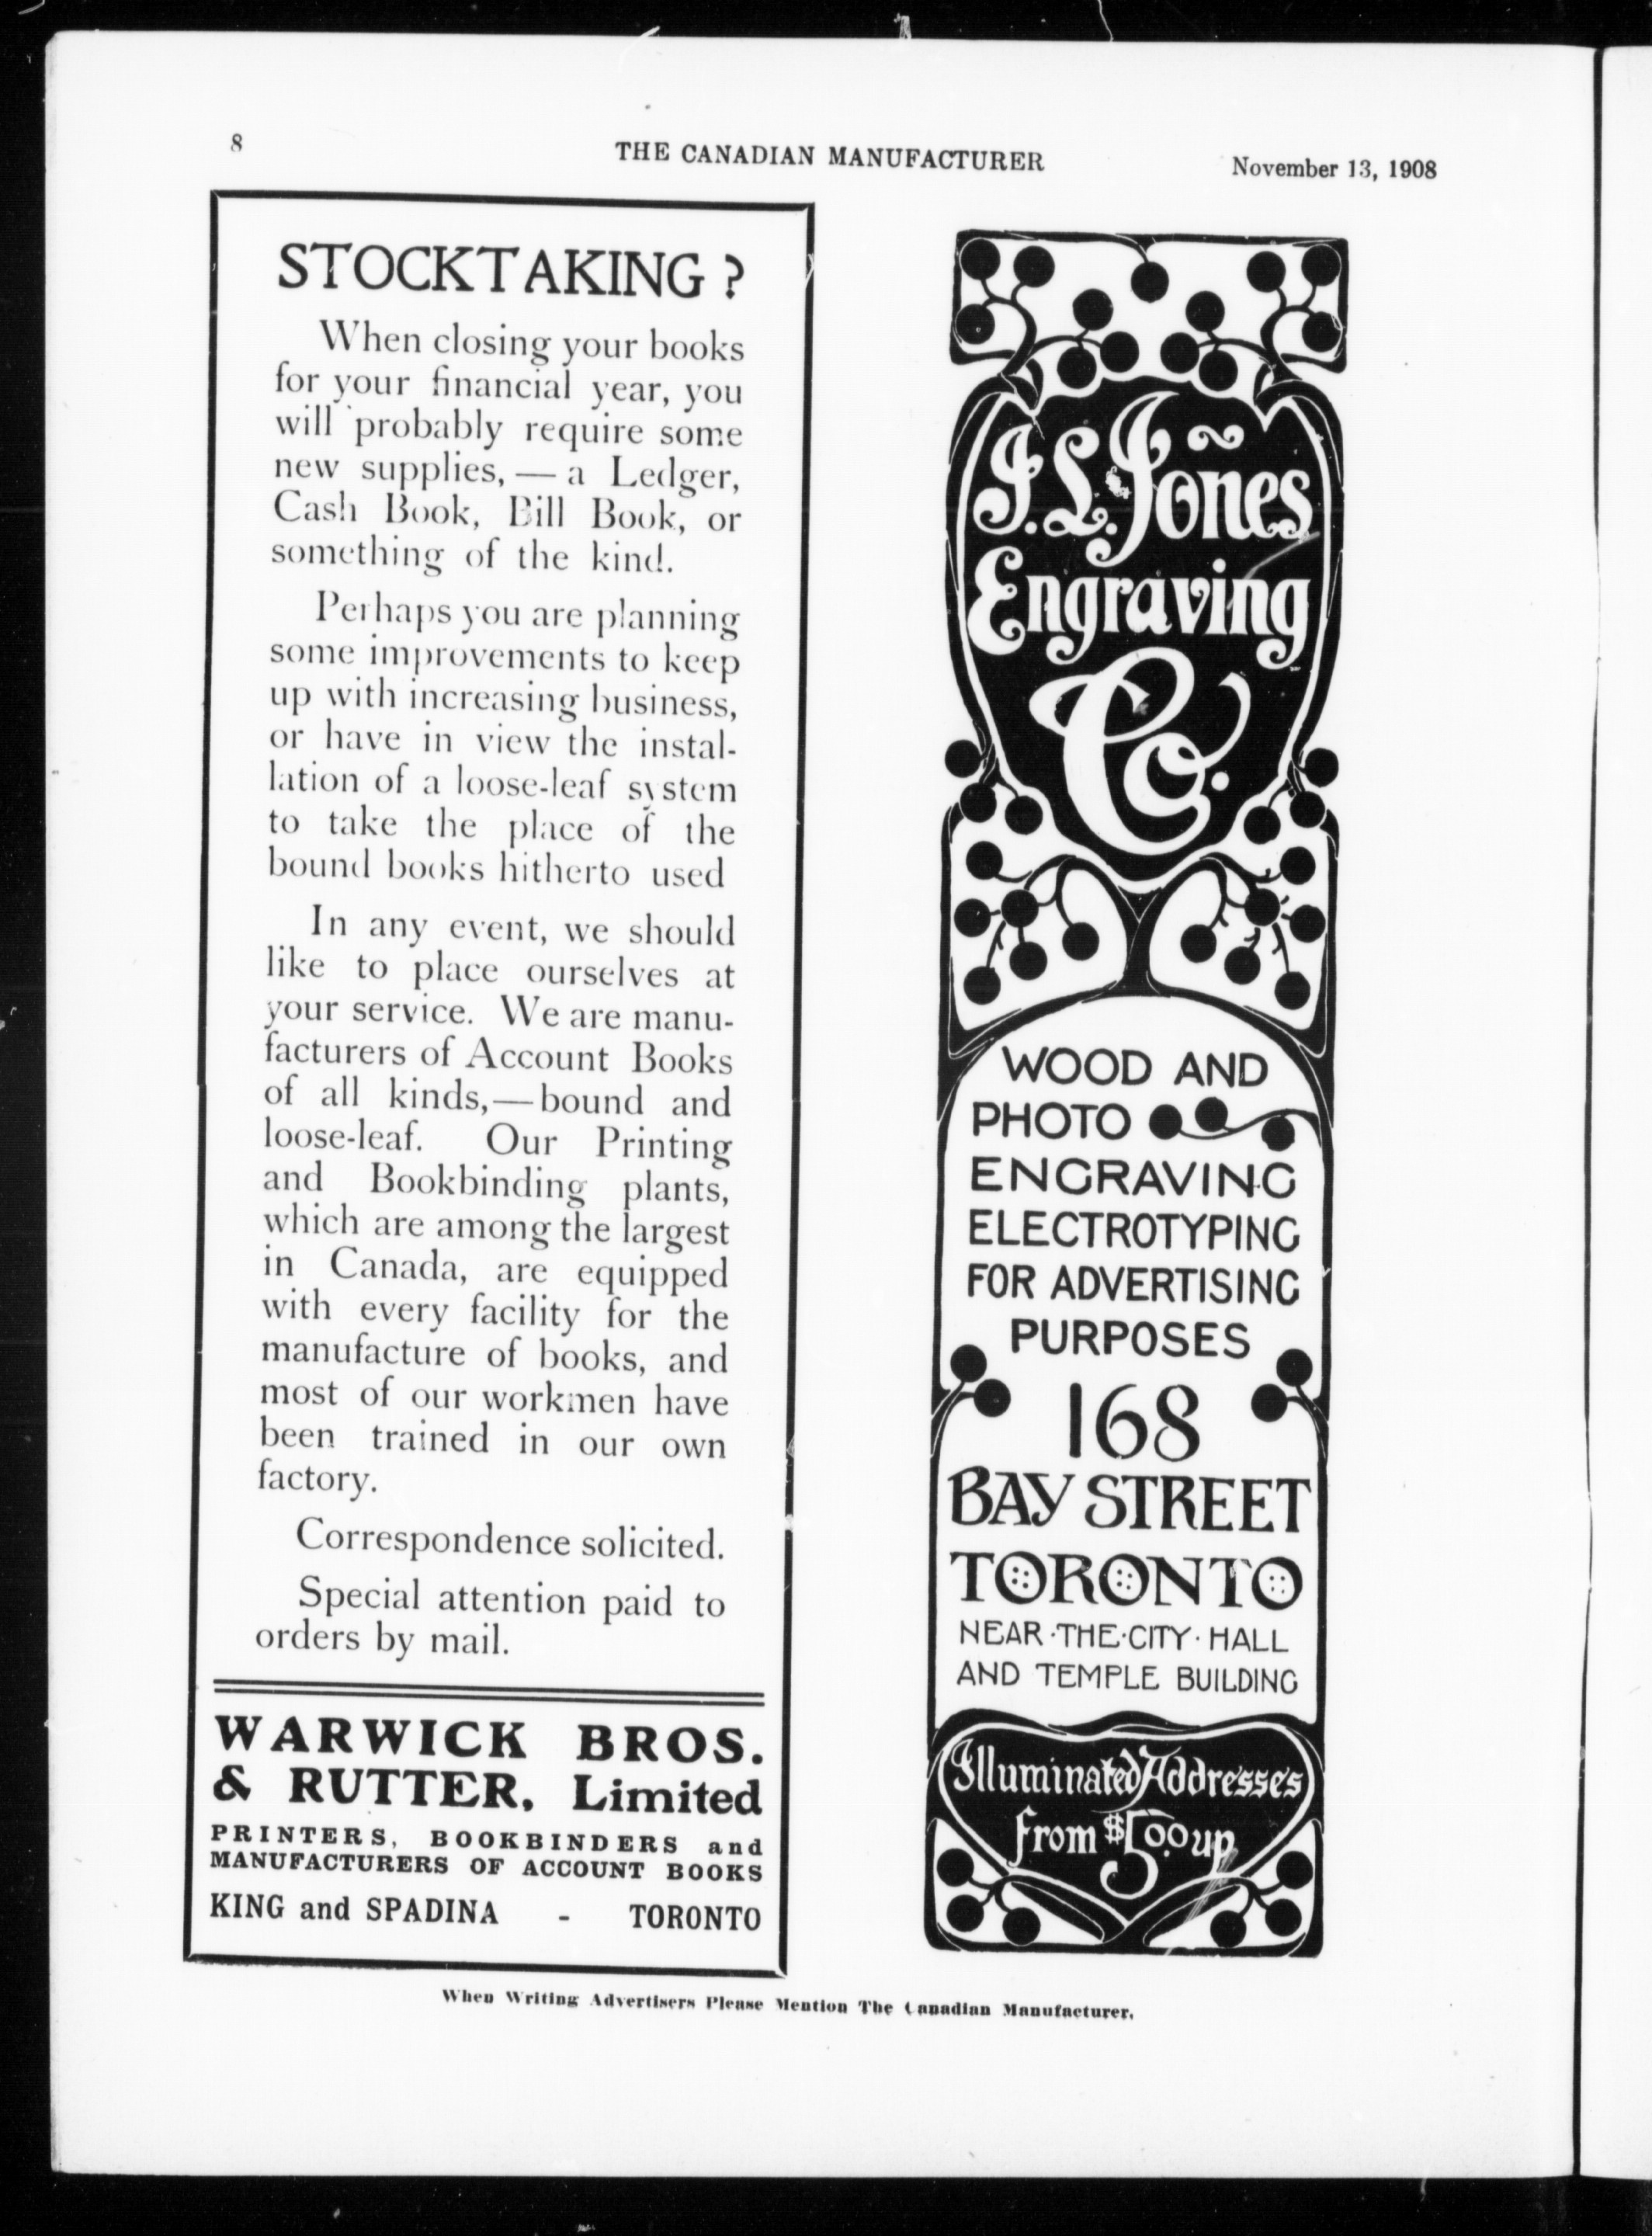 8
THE CANADIAN MANUFACTURER
November 13, 1908
STOCKTAKING ?
When closing your books
for your financial year, you
will probably require some
new supplies, — a Ledger,
Cash Book, Bill Book, or
something of the kind.
Perhaps you are planning
some improvements to keep
up with increasing business,
or have in view the instal-
lation of a loose-leaf system
to take the place of the
bound books hitherto used
In any event, we should
like to place ourselves at
your service. We are manu-
facturers of Account Books
of all kinds,—bound and
loose-leaf. Our Printing
and Bookbinding plants,
which are among the largest
in Canada, are equipped
with every facility for the
manufacture of books, and
most of our workmen have
been trained in our own
factory.
Correspondence solicited.
Special attention paid to
orders by mail.
WARWICK BROS.
& RUTTER, Limited
PRINTERS, BOOKBINDERS and
MANUFACTURERS OF ACCOUNT BOOKS
KING and SPADINA - TORONTO
J. L. Jones
Engraving
Co.
WOOD AND
PHOTO
ENGRAVING
ELECTROTYPING
FOR ADVERTISING
PURPOSES
168
BAY STREET
TORONTO
NEAR·THE·CITY·HALL
AND TEMPLE BUILDING
Illuminated Addresses
from $5.00 up
When Writing Advertisers Please Mention The Canadian Manufacturer.